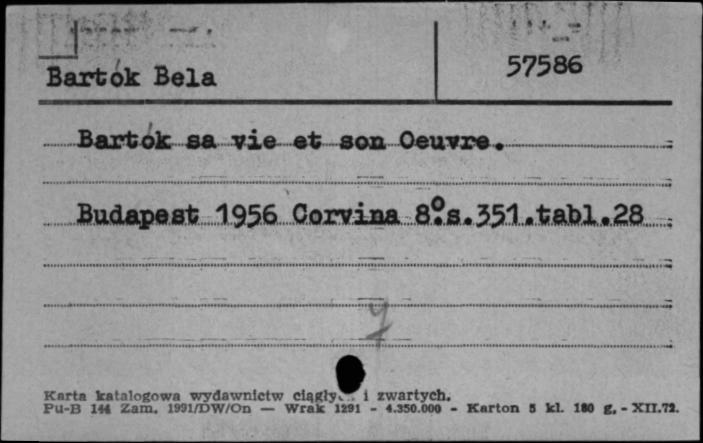 Bartók Bela
57586
Bartók sa vie et son Oeuvre.
Budapest 1956 Corvina 8°.s.351.tabl.28
Karta katalogowa wydawnictw ciągły i zwartych.
Pu-B 144 Zam. 1991/DW/On — Wrak 1291 - 4.350.000 - Karton 5 kl. 180 g. - XII.72.